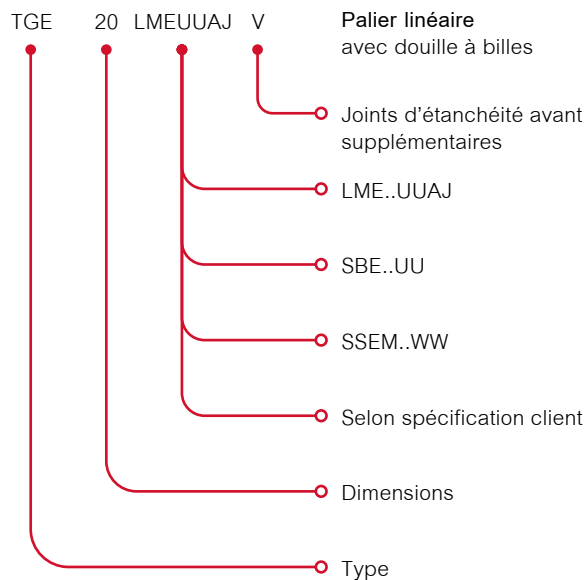 TGE 20 LMEUUAJ V
Palier linéaire
avec douille à billes
Joints d'étanchéité avant
supplémentaires
LME..UUAJ
SBE..UU
SSEM..WW
Selon spécification client
Dimensions
Type